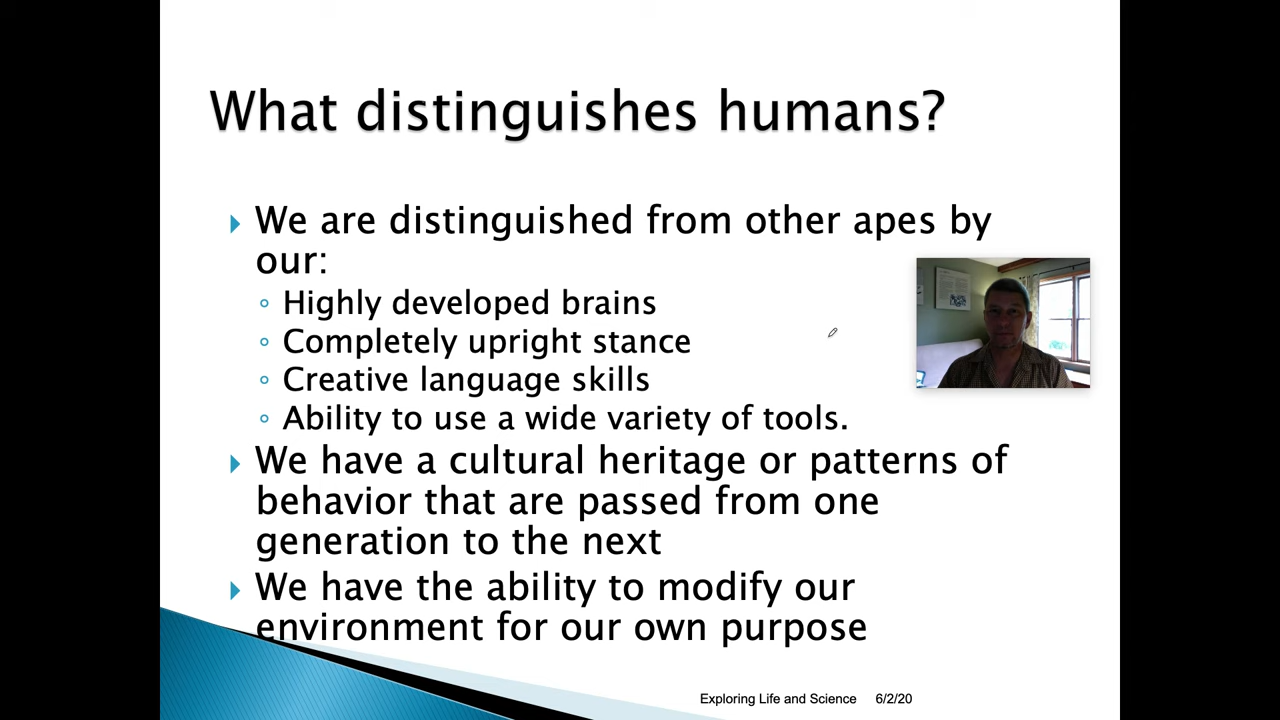 What distinguishes humans?
We are distinguished from other apes by
our:
Highly developed brains
Completely upright stance
Creative language skills
Ability to use a wide variety of tools.
We have a cultural heritage or patterns of
behavior that are passed from one
generation to the next
We have the ability to modify our
environment for our own purpose
Exploring Life and Science 6/2/20